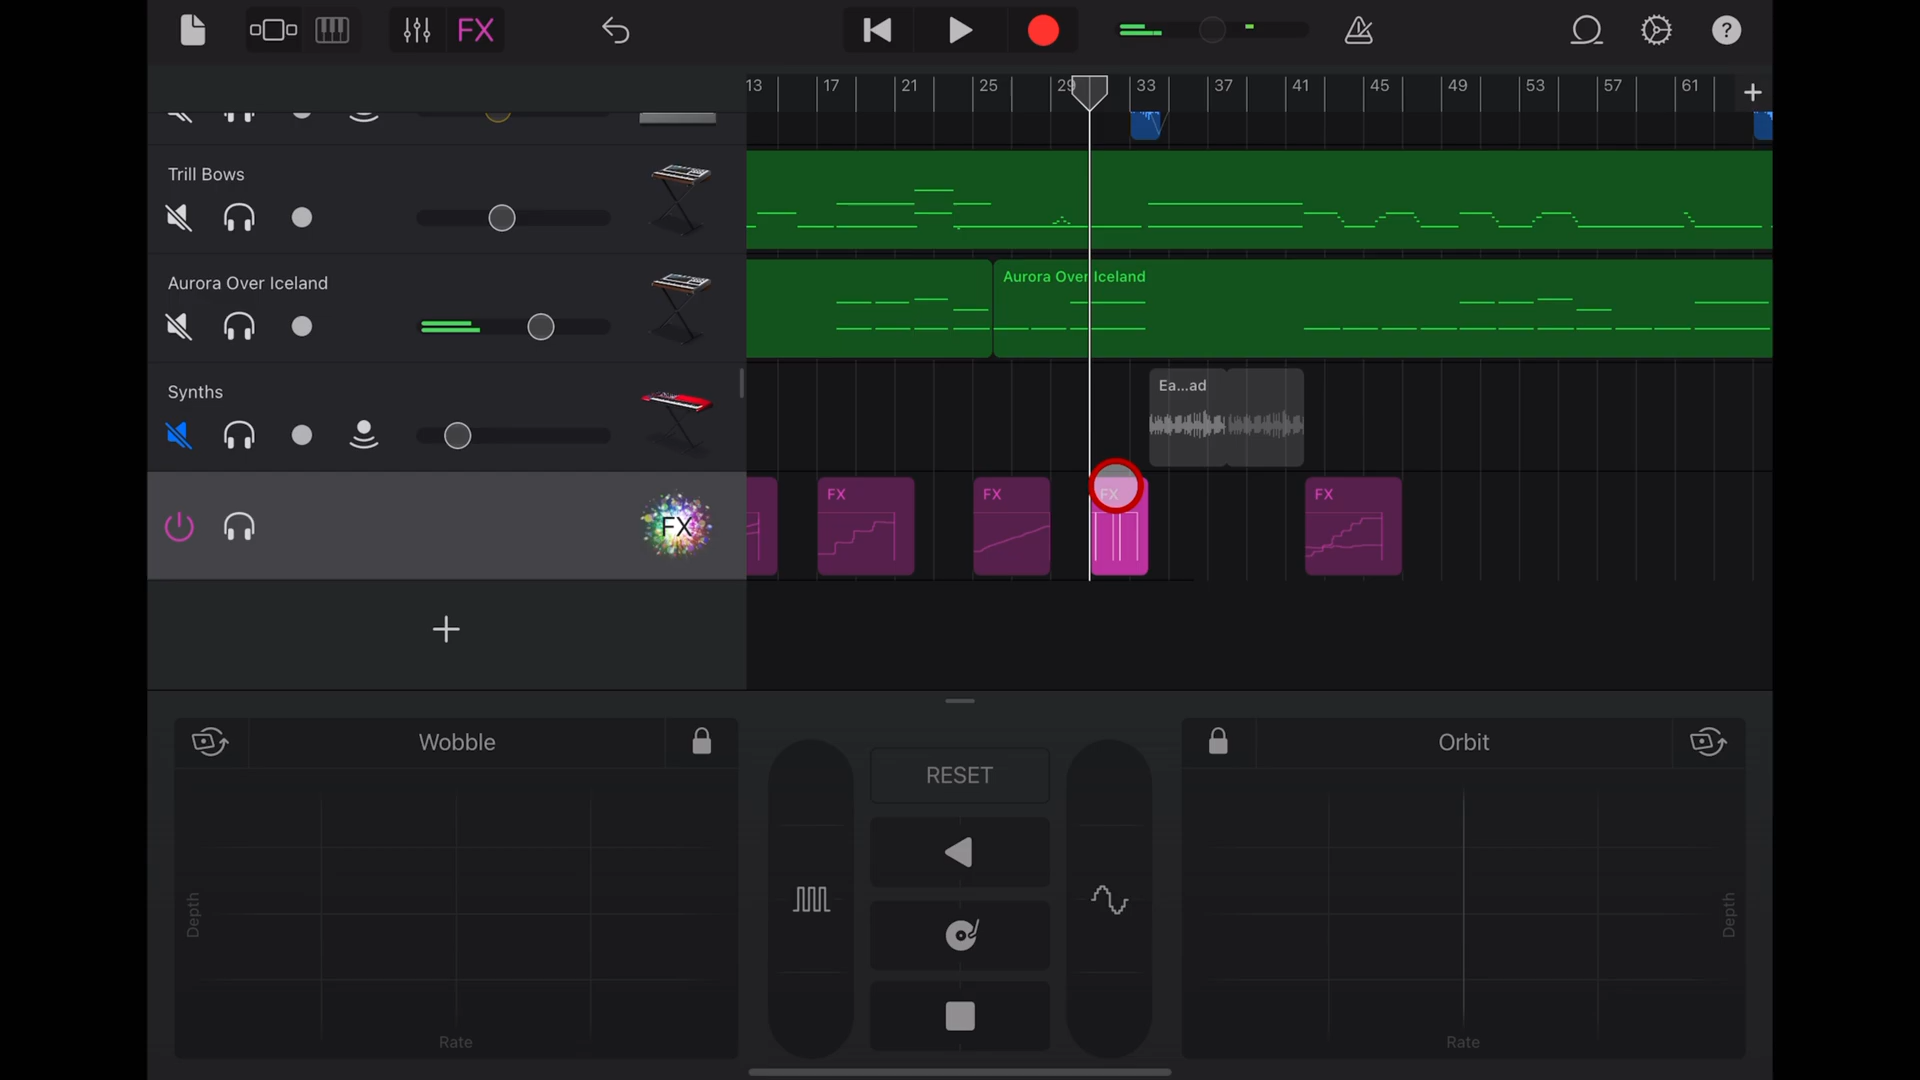 FX
?
13 17 21 25 29 33 37 41 45 49 53 57 61
Trill Bows
Aurora Over Iceland
Aurora Over Iceland
Synths
Ea...ad
FX
FX
FX
FX
FX
Wobble
RESET
Orbit
Depth
Depth
Rate
Rate